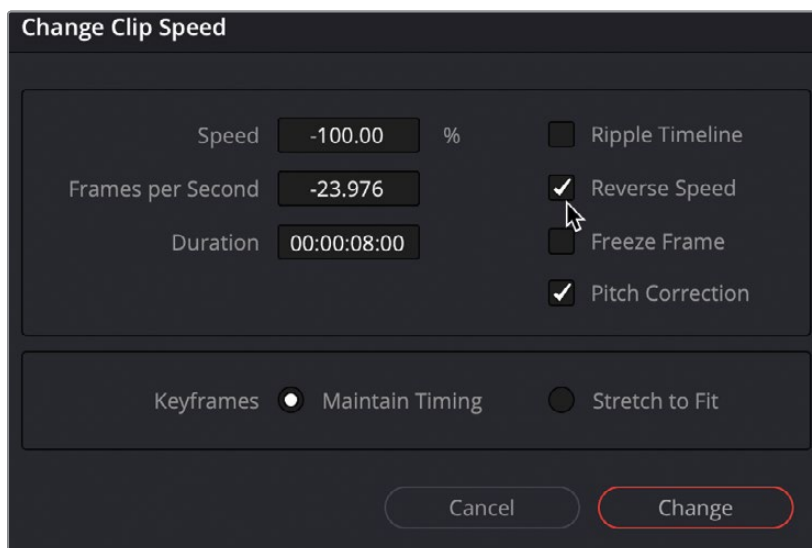 Change Clip Speed
Speed -100.00 % Ripple Timeline
Frames per Second -23.976 Reverse Speed
Duration 00:00:08:00 Freeze Frame
Pitch Correction
Keyframes Maintain Timing Stretch to Fit
Cancel Change